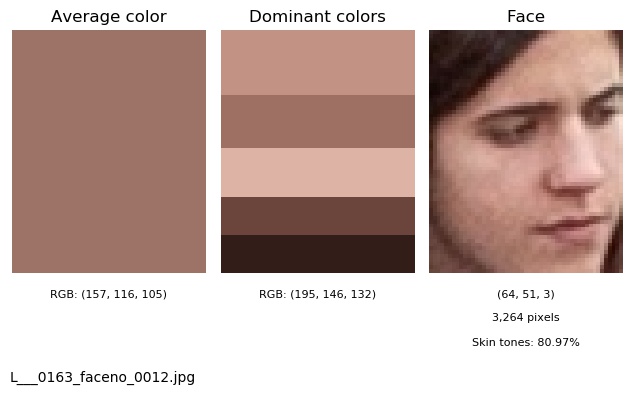 Average color
Dominant colors
Face
RGB: (157, 116, 105)
RGB: (195, 146, 132)
(64, 51, 3)
3,264 pixels
Skin tones: 80.97%
L___0163_faceno_0012.jpg